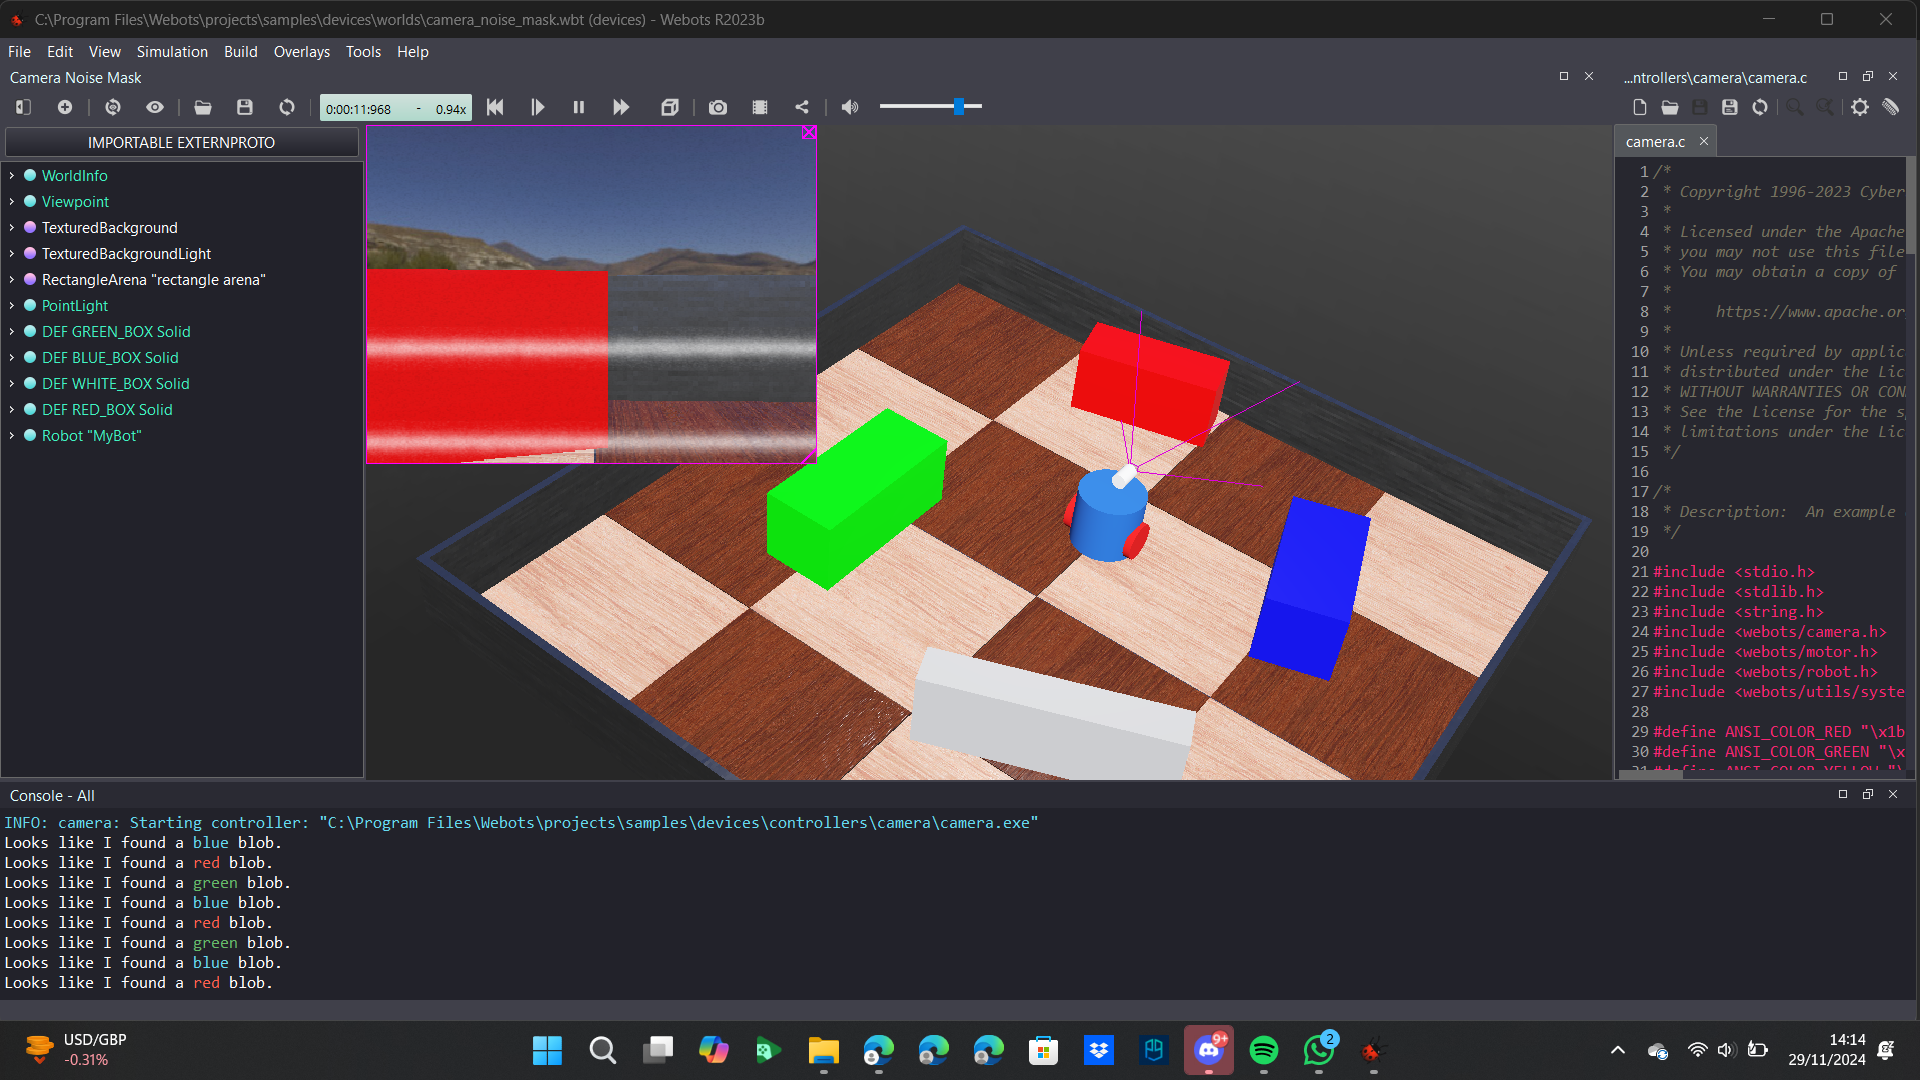 C:\Program Files\Webots\projects\samples\devices\worlds\camera_noise_mask.wbt (devices) - Webots R2023b
File Edit View Simulation Build Overlays Tools Help
Camera Noise Mask
...ntrollers\camera\camera.c
0:00:11:968 - 0.94x
IMPORTABLE EXTERNPROTO
camera.c
WorldInfo
Viewpoint
TexturedBackground
TexturedBackgroundLight
RectangleArena "rectangle arena"
PointLight
DEF GREEN_BOX Solid
DEF BLUE_BOX Solid
DEF WHITE_BOX Solid
DEF RED_BOX Solid
Robot "MyBot"
1 /*
2 * Copyright 1996-2023 Cyber
3 *
4 * Licensed under the Apache
5 * you may not use this file
6 * You may obtain a copy of
7 *
8 * https://www.apache.or
9 *
10 * Unless required by applic
11 * distributed under the Lic
12 * WITHOUT WARRANTIES OR CON
13 * See the License for the s
14 * limitations under the Lic
15 */
16
17 /*
18 * Description: An example
19 */
20
21 #include <stdio.h>
22 #include <stdlib.h>
23 #include <string.h>
24 #include <webots/camera.h>
25 #include <webots/motor.h>
26 #include <webots/robot.h>
27 #include <webots/utils/syste
28
29 #define ANSI_COLOR_RED "\x1b
30 #define ANSI_COLOR_GREEN "\x
31 #define ANSI_COLOR_YELLOW "\
Console - All
INFO: camera: Starting controller: "C:\Program Files\Webots\projects\samples\devices\controllers\camera\camera.exe"
Looks like I found a blue blob.
Looks like I found a red blob.
Looks like I found a green blob.
Looks like I found a blue blob.
Looks like I found a red blob.
Looks like I found a green blob.
Looks like I found a blue blob.
Looks like I found a red blob.
USD/GBP
-0.31%
9+
2
14:14
29/11/2024